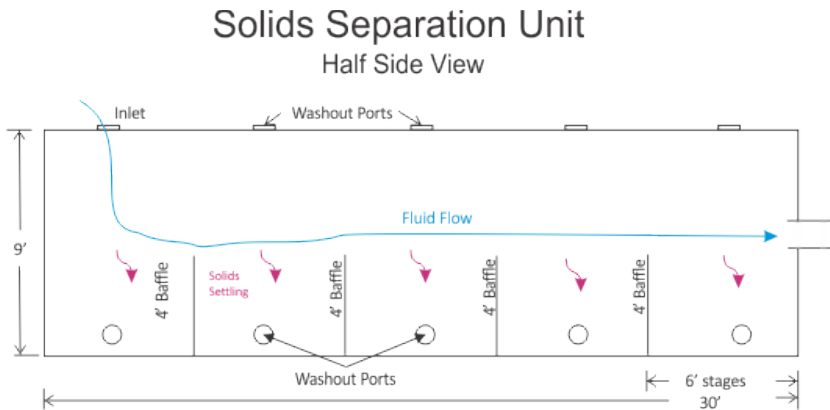 Solids Separation Unit
Half Side View
Inlet
Washout Ports
Fluid Flow
9'
4' Baffle
Solids
Settling
4' Baffle
4' Baffle
4' Baffle
Washout Ports
6' stages
30'